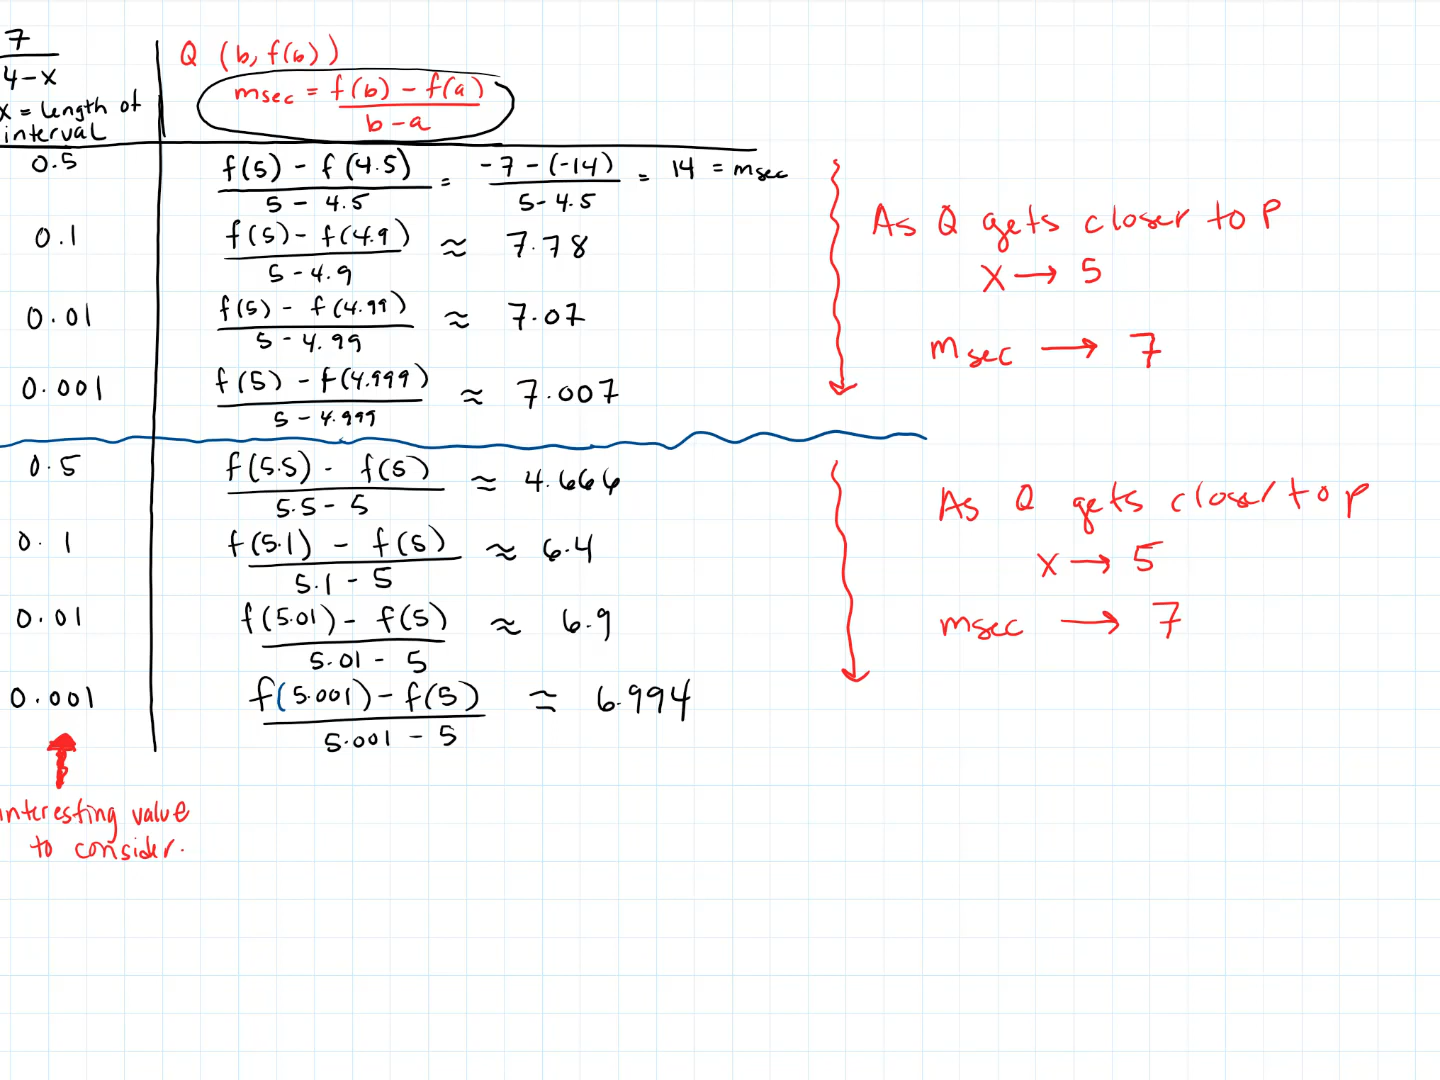 7
4-x
x = length of
interval
Q (b, f(b))
msec = f(b) - f(a)
b-a
0.5
f(5) - f(4.5) = -7-(-14) = 14 = msec
5 - 4.5
5-4.5
0.1
f(5) - f(4.9) ≈ 7.78
5 - 4.9
0.01
f(5) - f(4.99) ≈ 7.07
5 - 4.99
0.001
f(5) - f(4.999) ≈ 7.007
5 - 4.999
As Q gets closer to P
x → 5
msec → 7
0.5
f(5.5) - f(5) ≈ 4.666
5.5 - 5
0.1
f(5.1) - f(5) ≈ 6.4
5.1 - 5
0.01
f(5.01) - f(5) ≈ 6.9
5.01 - 5
0.001
f(5.001) - f(5) ≈ 6.994
5.001 - 5
As Q gets closer to P
x → 5
msec → 7
interesting value
to consider.